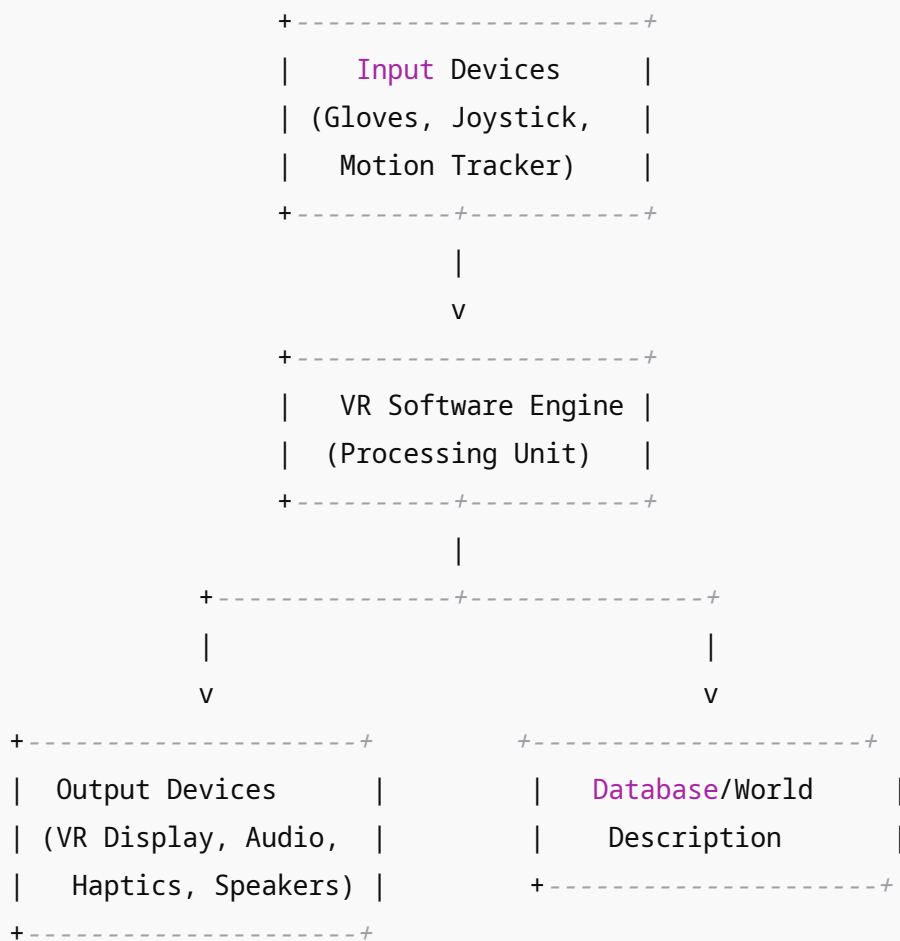 +----------------------+
|    Input Devices     |
| (Gloves, Joystick,   |
|   Motion Tracker)    |
+----------+-----------+
|
v
+----------------------+
|   VR Software Engine |
|  (Processing Unit)   |
+----------+-----------+
|
+---------------+---------------+
|                               |
v                               v
+---------------------+         +---------------------+
|  Output Devices      |         |   Database/World     |
| (VR Display, Audio,  |         |    Description       |
|   Haptics, Speakers) |         +---------------------+
+---------------------+